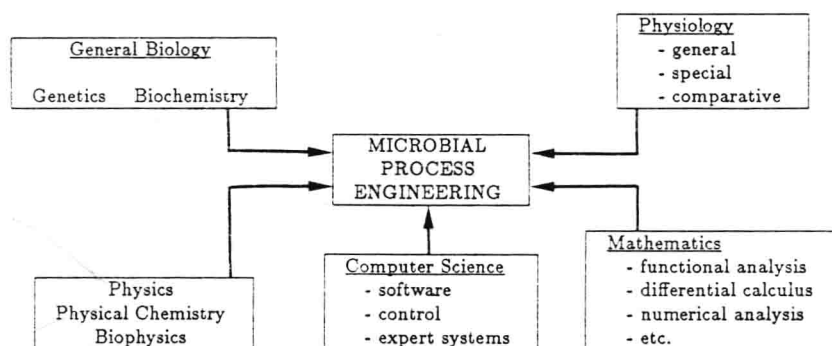 General Biology
Genetics Biochemistry
Physiology
- general
- special
- comparative
MICROBIAL
PROCESS
ENGINEERING
Physics
Physical Chemistry
Biophysics
Computer Science
- software
- control
- expert systems
Mathematics
- functional analysis
- differential calculus
- numerical analysis
- etc.